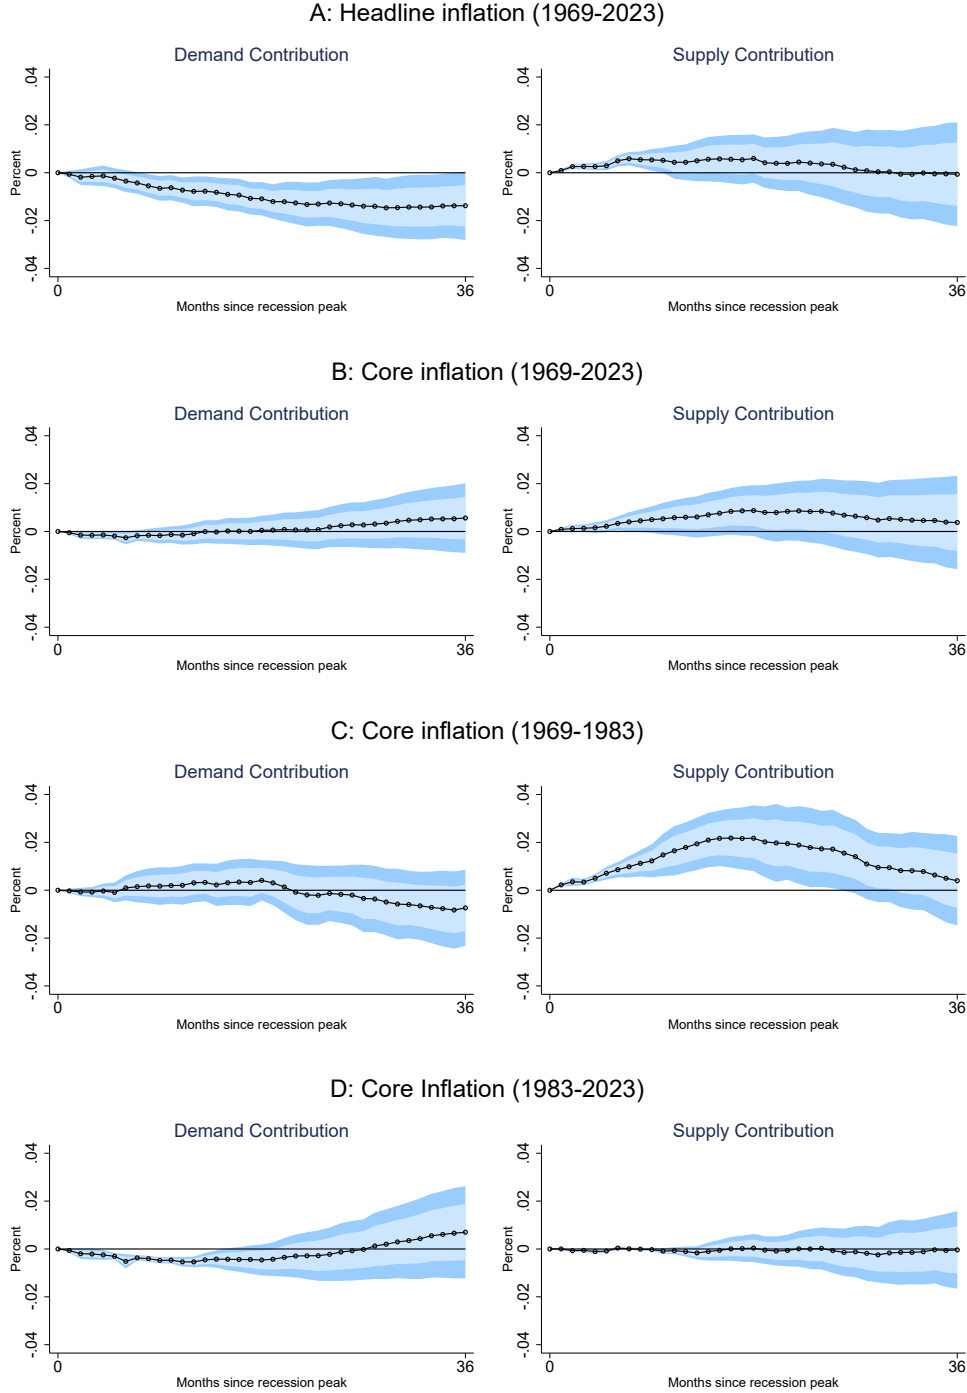 A: Headline inflation (1969-2023)
Demand Contribution
Supply Contribution
Percent
.04
.02
0
-.02
-.04
0
36
Months since recession peak
Percent
.04
.02
0
-.02
-.04
0
36
Months since recession peak
B: Core inflation (1969-2023)
Demand Contribution
Supply Contribution
Percent
.04
.02
0
-.02
-.04
0
36
Months since recession peak
Percent
.04
.02
0
-.02
-.04
0
36
Months since recession peak
C: Core inflation (1969-1983)
Demand Contribution
Supply Contribution
Percent
.04
.02
0
-.02
-.04
0
36
Months since recession peak
Percent
.04
.02
0
-.02
-.04
0
36
Months since recession peak
D: Core Inflation (1983-2023)
Demand Contribution
Supply Contribution
Percent
.04
.02
0
-.02
-.04
0
36
Months since recession peak
Percent
.04
.02
0
-.02
-.04
0
36
Months since recession peak